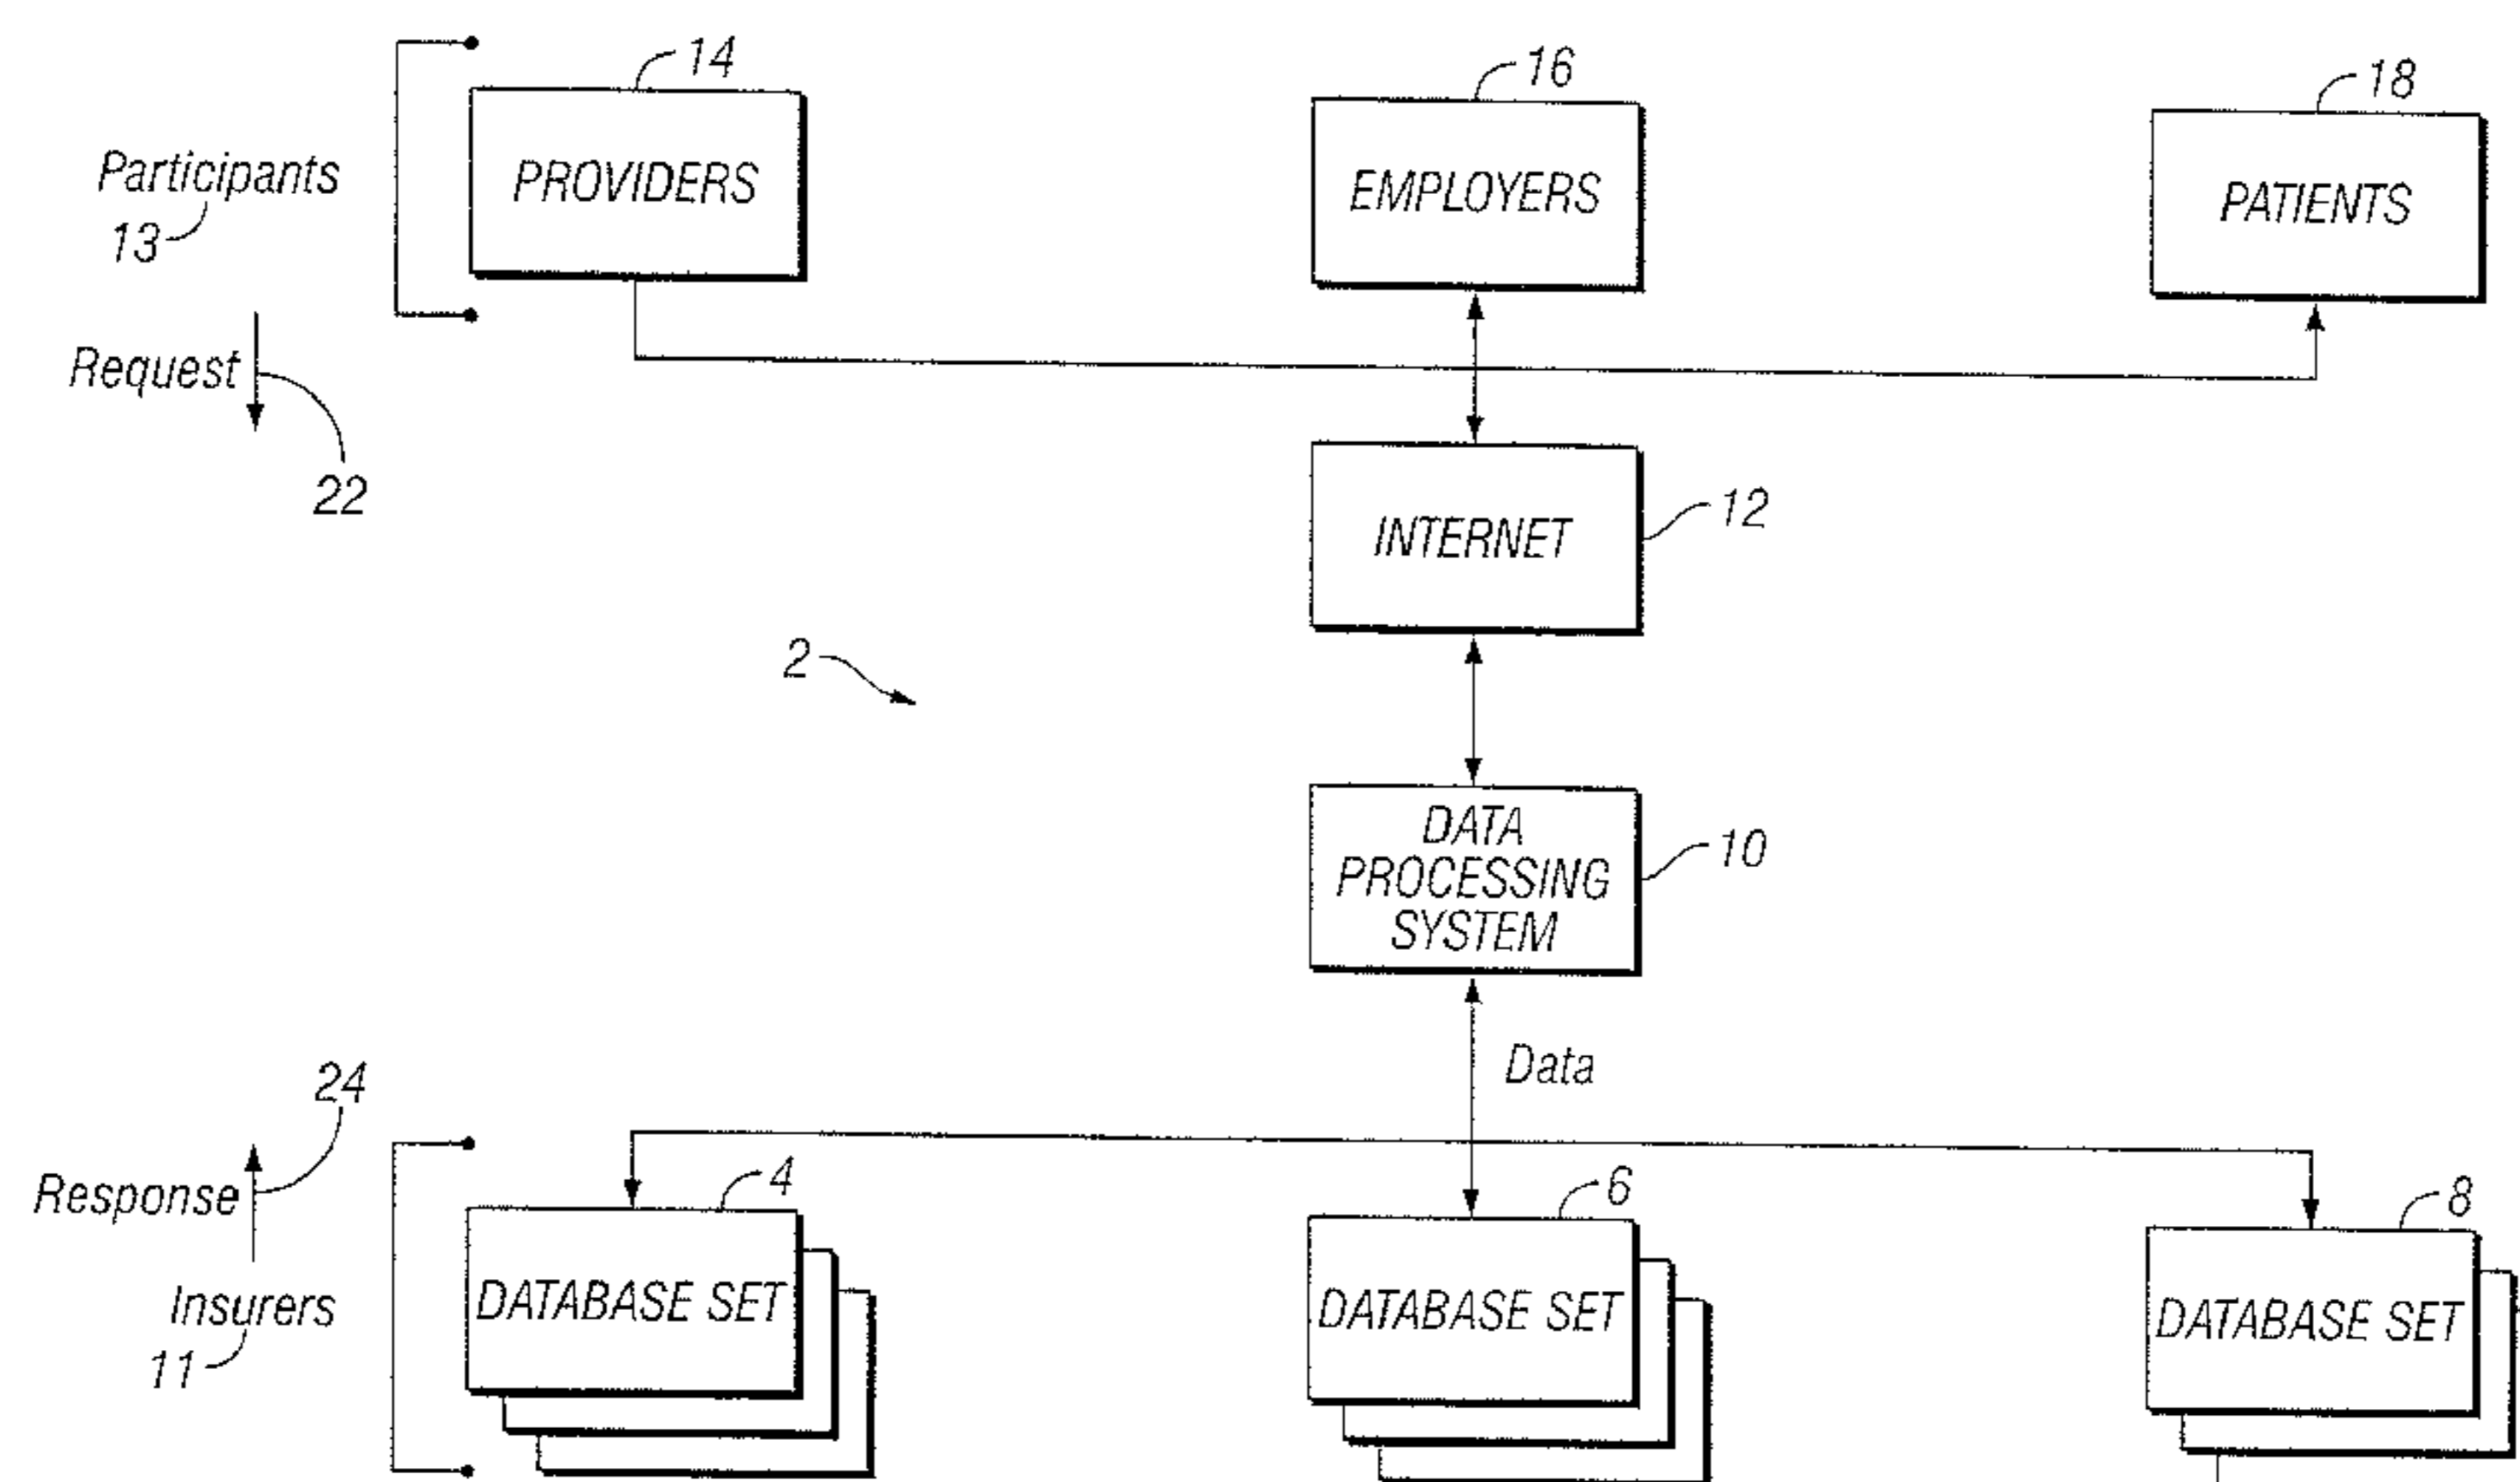 14
16
18
Participants
13
PROVIDERS
EMPLOYERS
PATIENTS
Request
22
INTERNET
12
2
DATA
PROCESSING
SYSTEM
10
Data
24
Response
4
6
8
Insurers
11
DATABASE SET
DATABASE SET
DATABASE SET